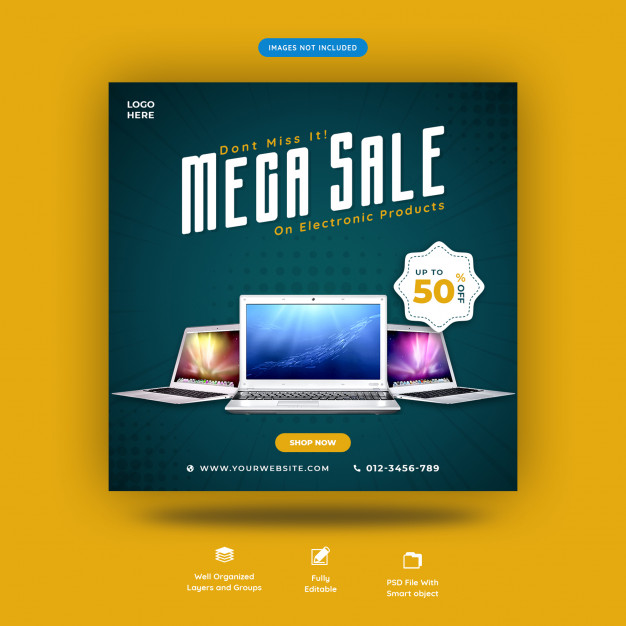 IMAGES NOT INCLUDED
LOGO
HERE
Dont Miss It!
MEGA SALE
On Electronic Products
UP TO
50% OFF
SHOP NOW
WWW.YOURWEBSITE.COM
012-3456-789
Well Organized
Layers and Groups
Fully
Editable
PSD File With
Smart object